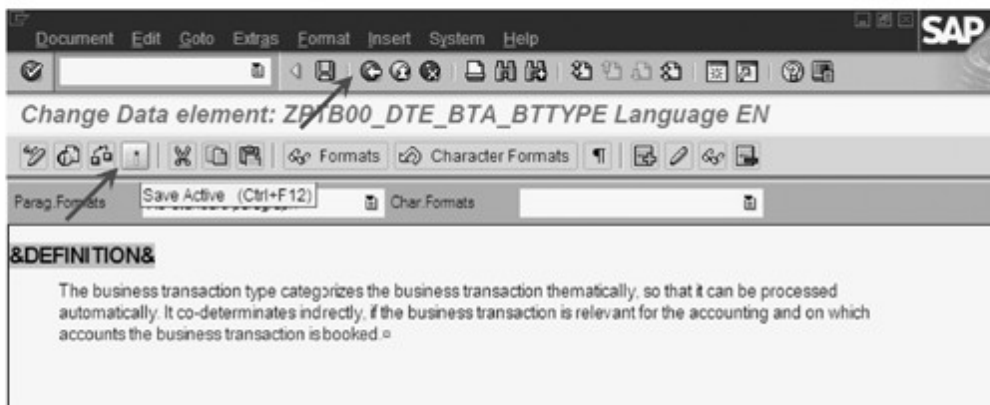 Document Edit Goto Extras Format Insert System Help
SAP
Change Data element: ZPTB00_DTE_BTA_BTTYPE Language EN
Formats Character Formats ¶
Save Active (Ctrl+F12)
Parag.Formats Char.Formats
&DEFINITION&
The business transaction type categorizes the business transaction thematically, so that it can be processed
automatically. It co-determinates indirectly, if the business transaction is relevant for the accounting and on which
accounts the business transaction is booked.¤